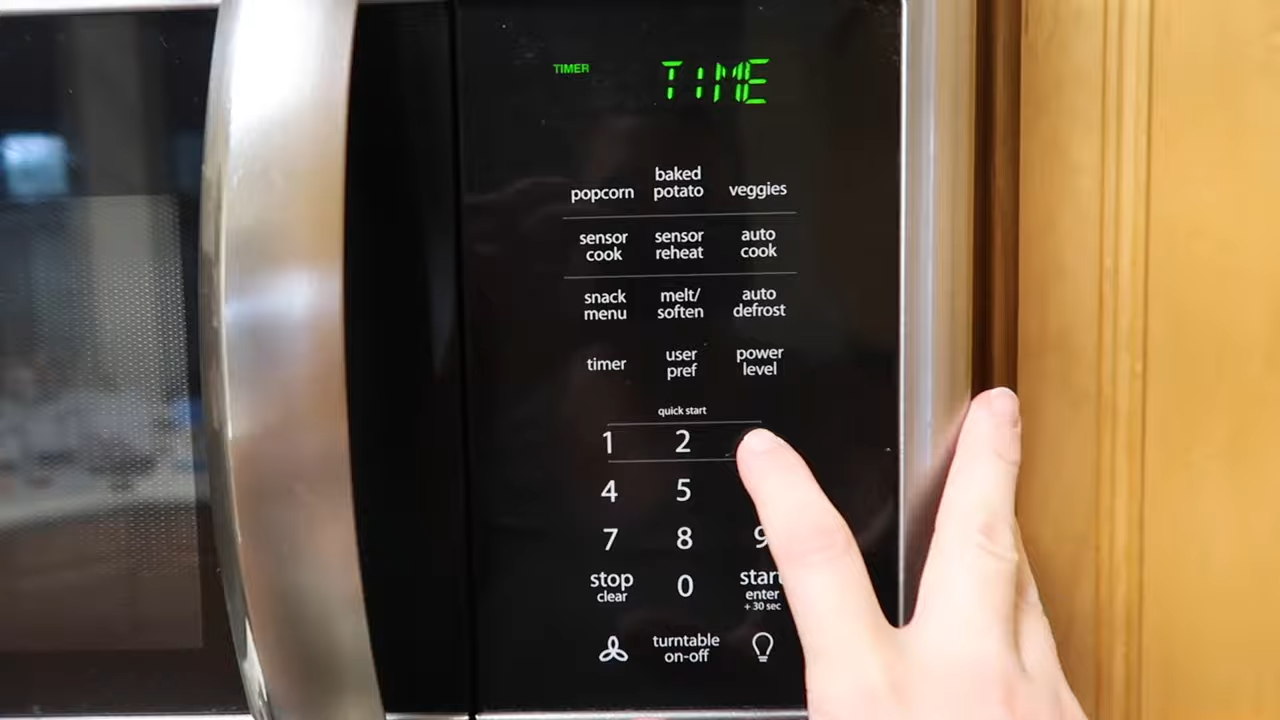 TIMER TIME
popcorn baked potato veggies
sensor cook sensor reheat auto cook
snack menu melt/ soften auto defrost
timer user pref power level
quick start
1 2
4 5
7 8 9
stop clear 0 start enter + 30 sec
turntable on-off